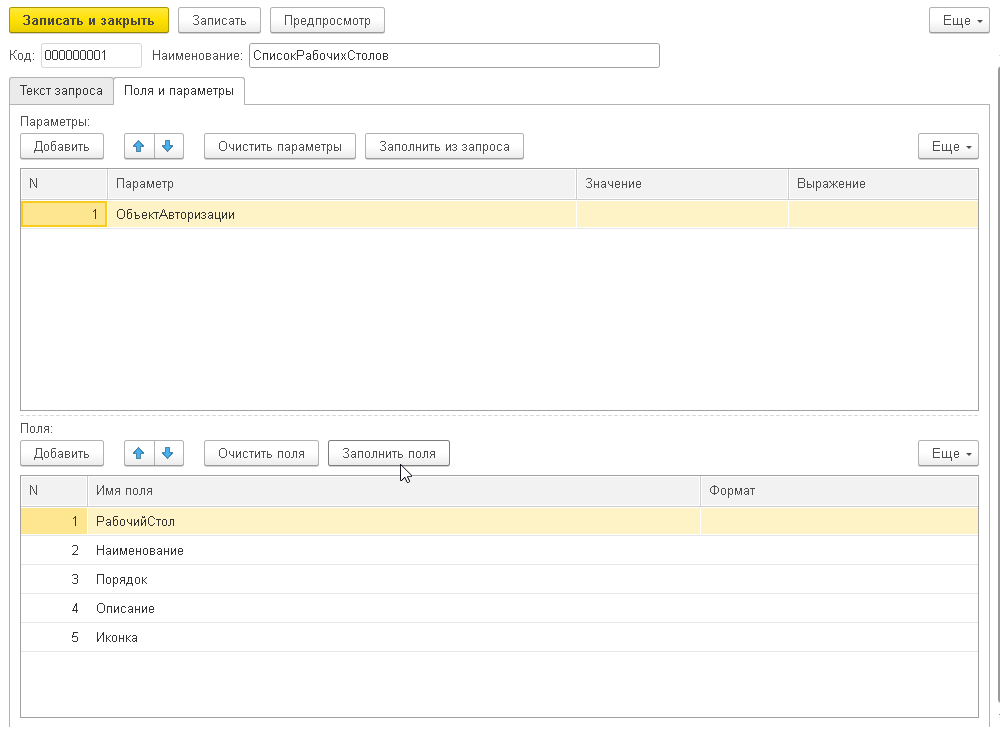 Записать и закрыть Записать Предпросмотр Еще
Код: 000000001 Наименование: СписокРабочихСтолов
Текст запроса Поля и параметры
Параметры:
Добавить Очистить параметры Заполнить из запроса Еще
N Параметр Значение Выражение
1 ОбъектАвторизации
Поля:
Добавить Очистить поля Заполнить поля Еще
N Имя поля Формат
1 РабочийСтол
2 Наименование
3 Порядок
4 Описание
5 Иконка